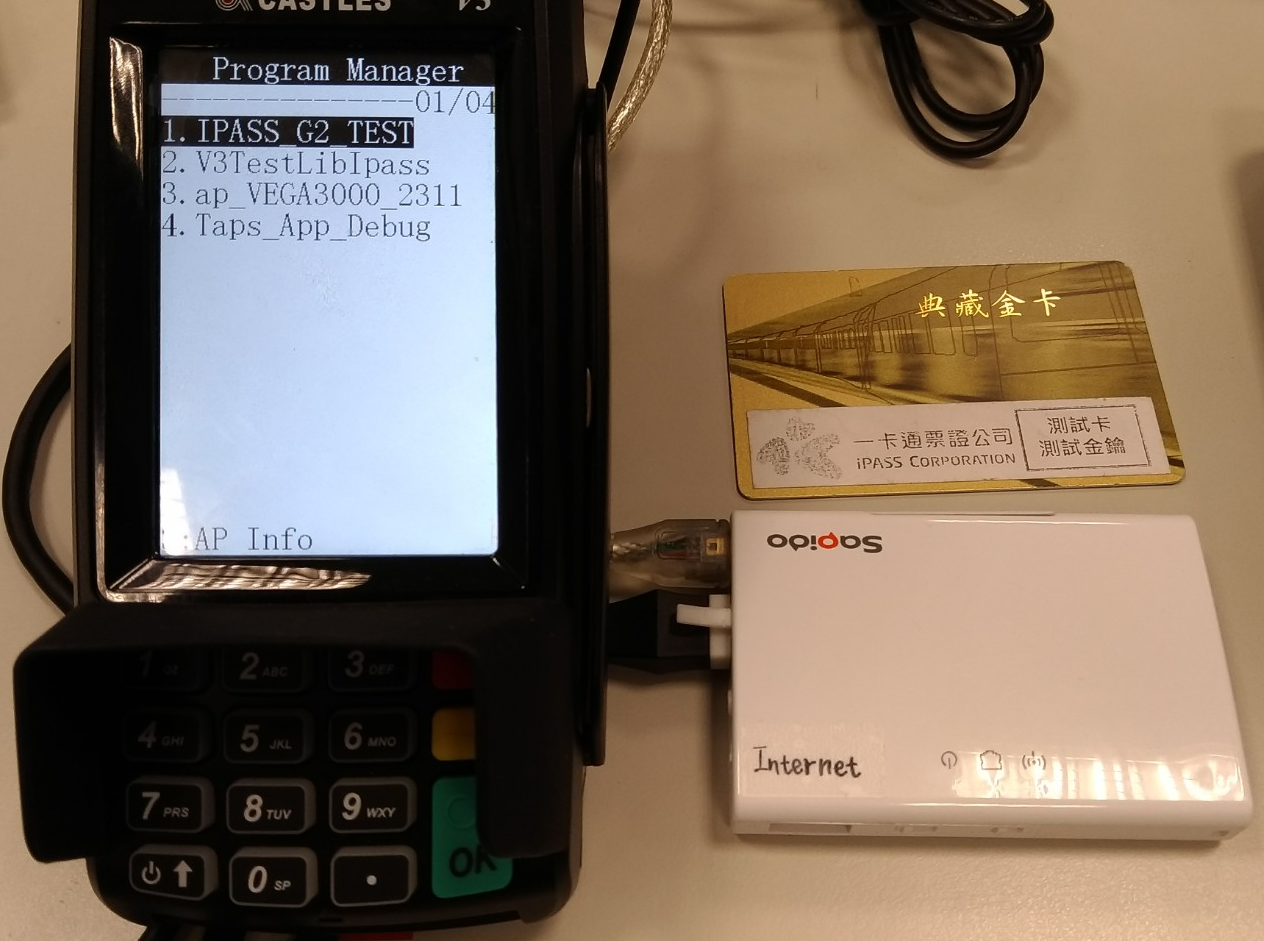 CASTLES V3
Program Manager
---------------01/04
1. IPASS_G2_TEST
2. V3TestLibIpass
3. ap_VEGA3000_2311
4. Taps_App_Debug
AP Info
1
2 ABC
3 DEF
4 GHI
5 JKL
6 MNO
7 PRS
8 TUV
9 WXY
0 SP
.
OK
典藏金卡
一卡通票證公司
iPASS CORPORATION
測試卡
測試金鑰
Sapido
Internet